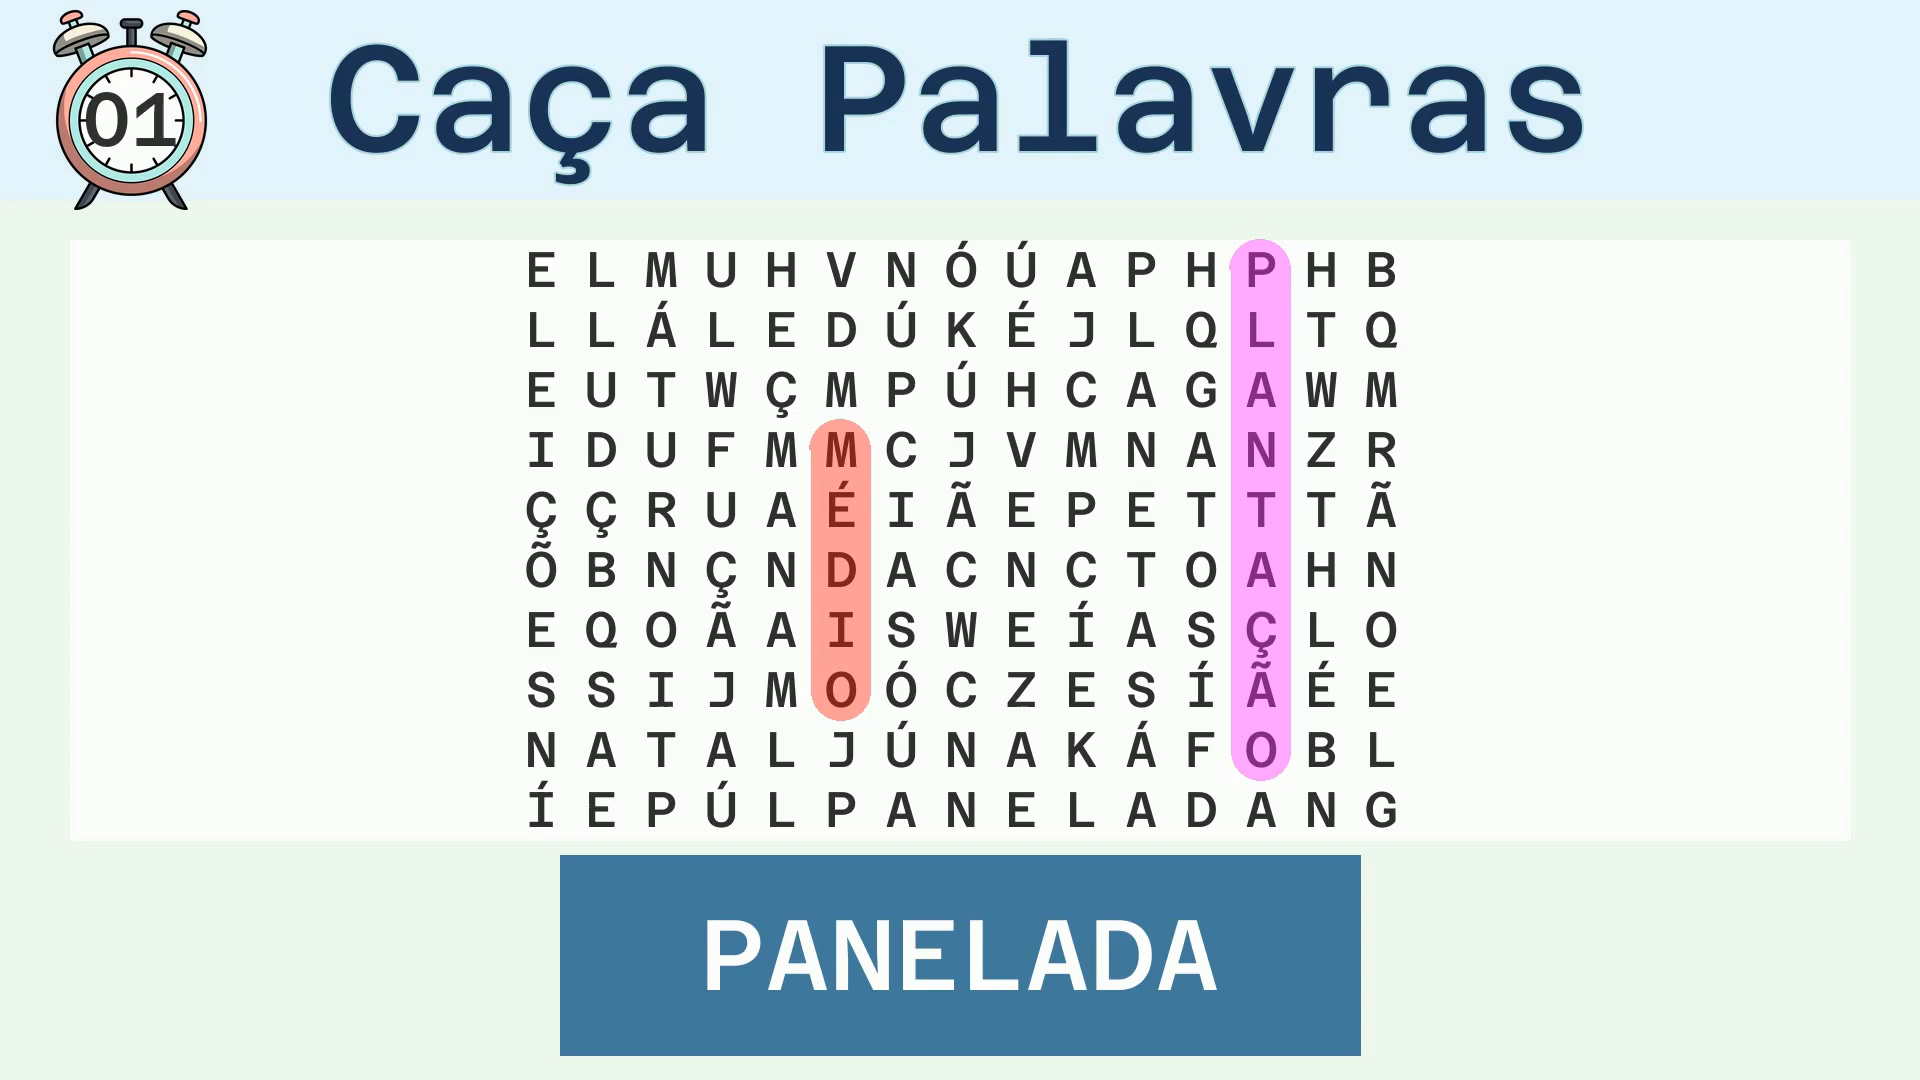 01
Caça Palavras
E L M U H V N Ó Ú A P H P H B
L L Á L E D Ú K É J L Q L T Q
E U T W Ç M P Ú H C A G A W M
I D U F M M C J V M N A N Z R
Ç Ç R U A É I Ã E P E T T T Ã
Õ B N Ç N D A C N C T O A H N
E Q O Ã A I S W E Í A S Ç L O
S S I J M O Ó C Z E S Í Ã É E
N A T A L J Ú N A K Á F O B L
Í E P Ú L P A N E L A D A N G
PANELADA